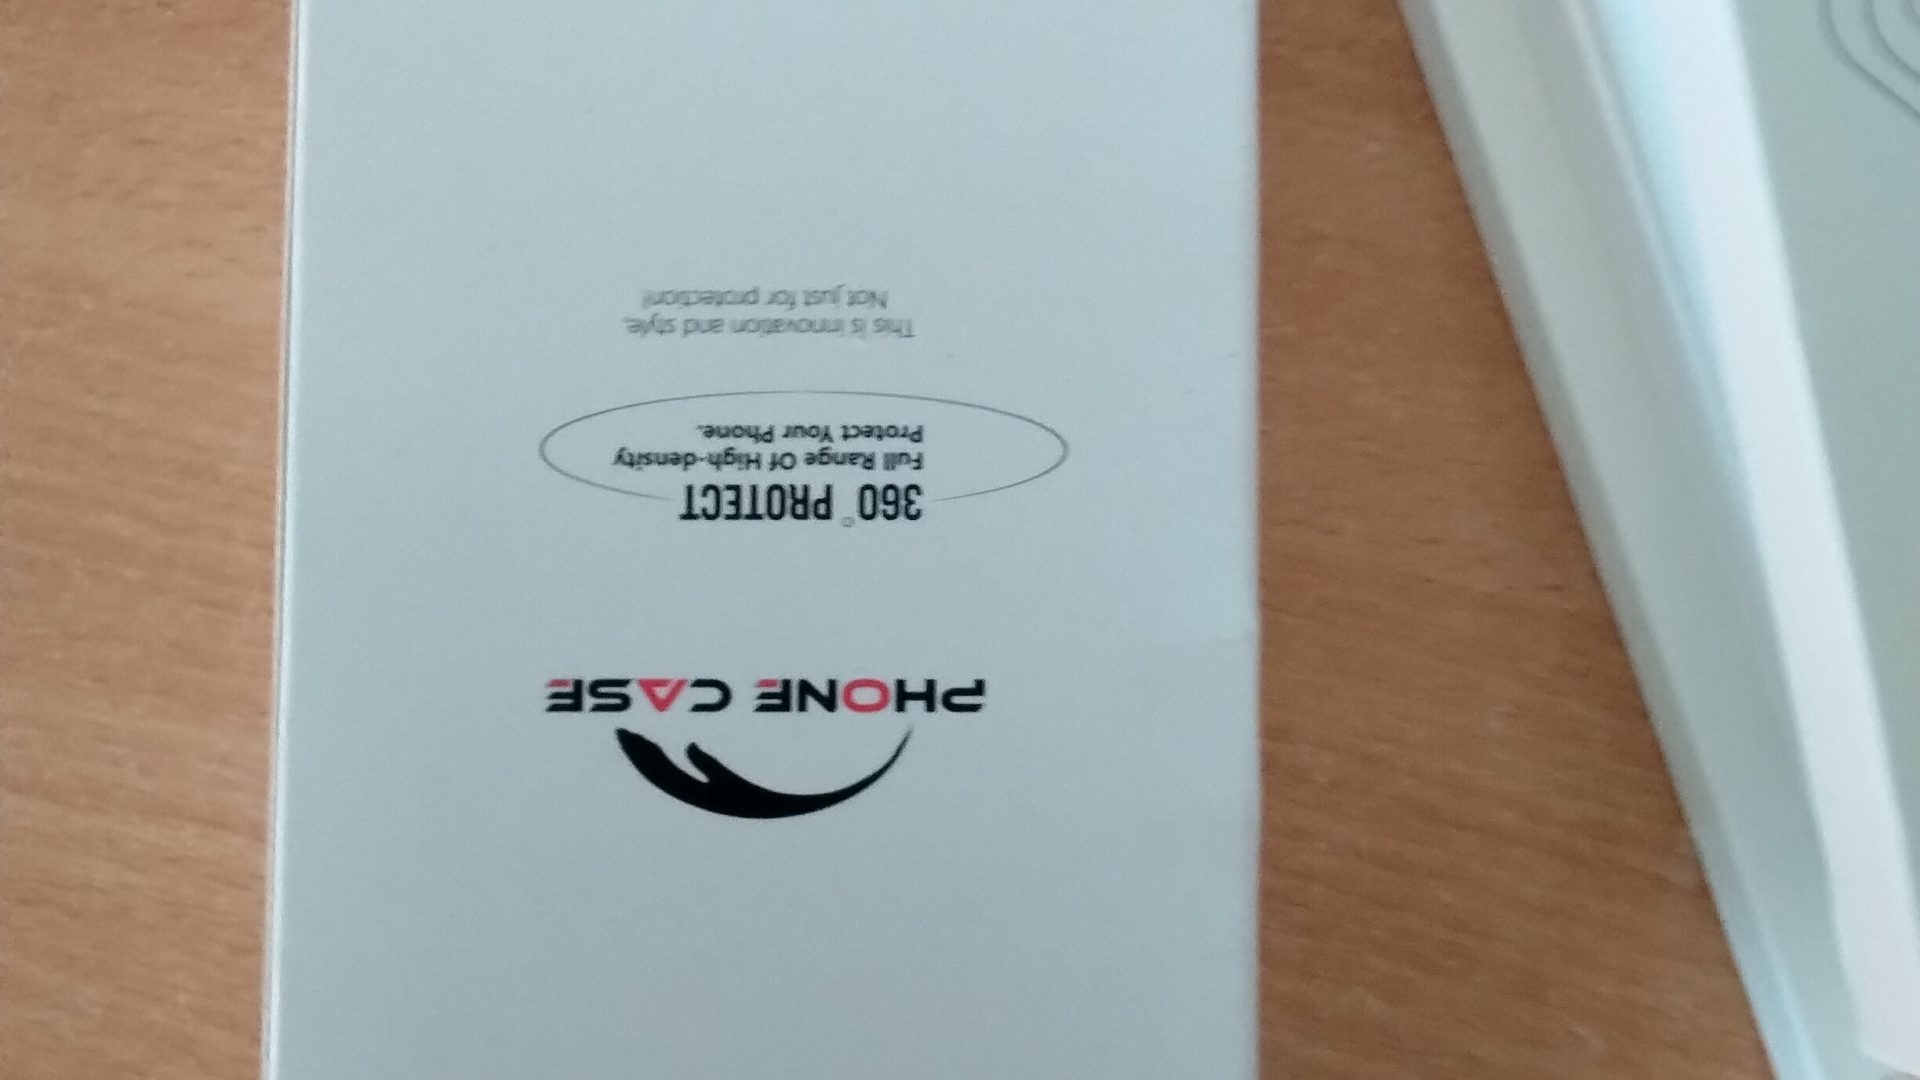 PHONE CASE
360° PROTECT
Full Range Of High-density
Protect Your Phone.
This is innovation and style,
Not just for protection!